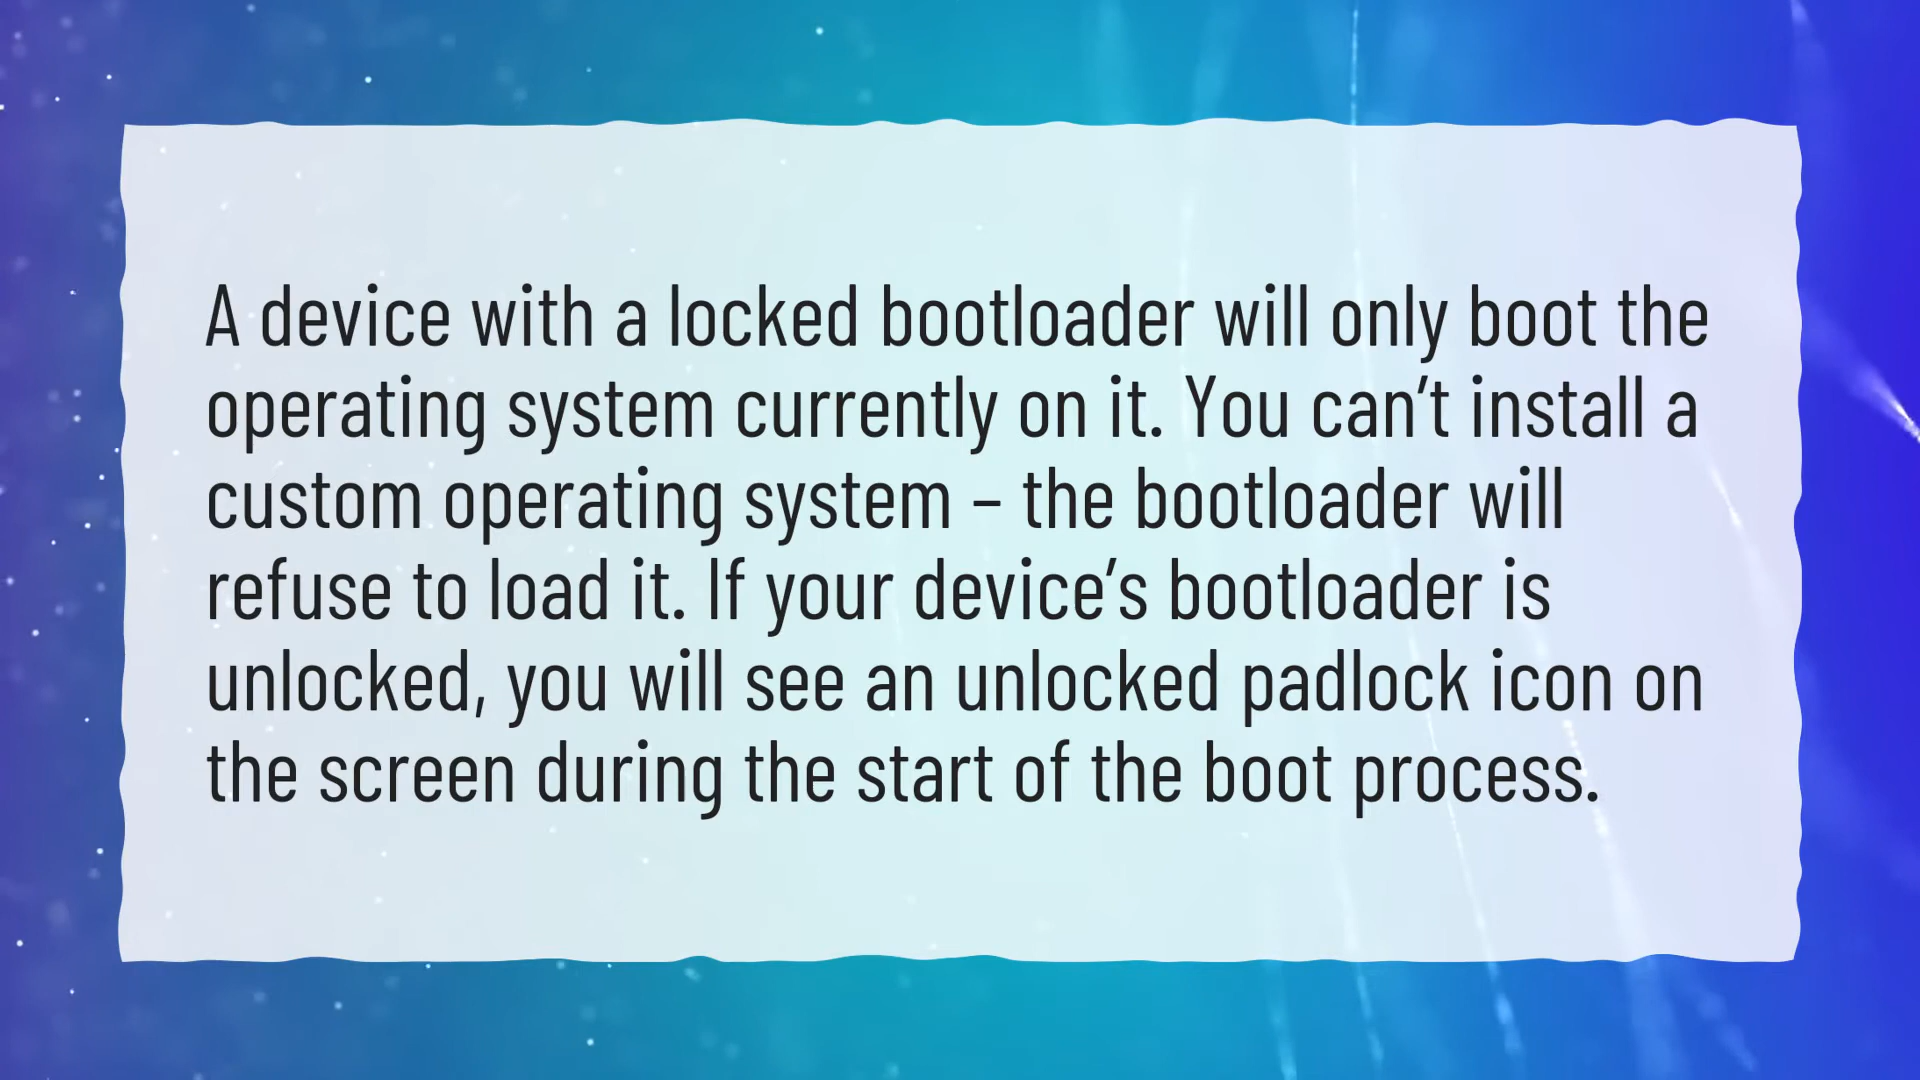 A device with a locked bootloader will only boot the
operating system currently on it. You can’t install a
custom operating system – the bootloader will
refuse to load it. If your device’s bootloader is
unlocked, you will see an unlocked padlock icon on
the screen during the start of the boot process.